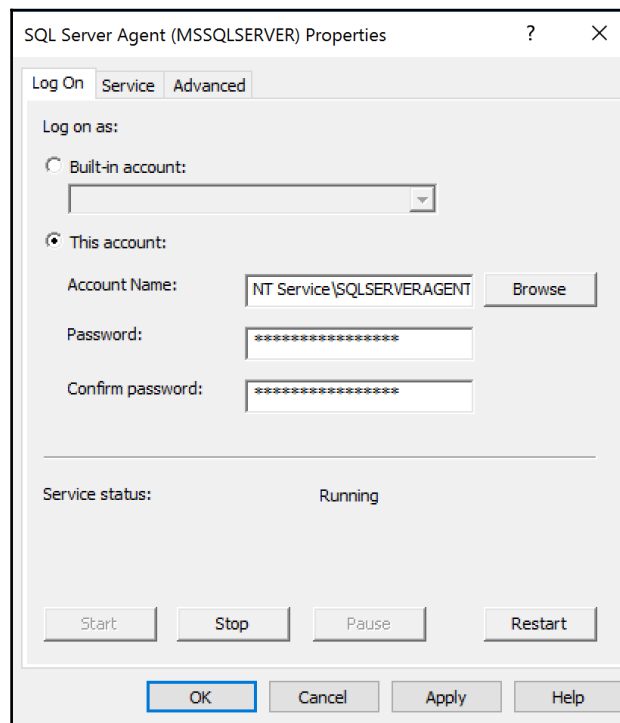 SQL Server Agent (MSSQLSERVER) Properties ? ×
Log On Service Advanced
Log on as:
Built-in account:
This account:
Account Name: NT Service\SQLSERVERAGENT Browse
Password: ****************
Confirm password: ****************
Service status: Running
Start Stop Pause Restart
OK Cancel Apply Help